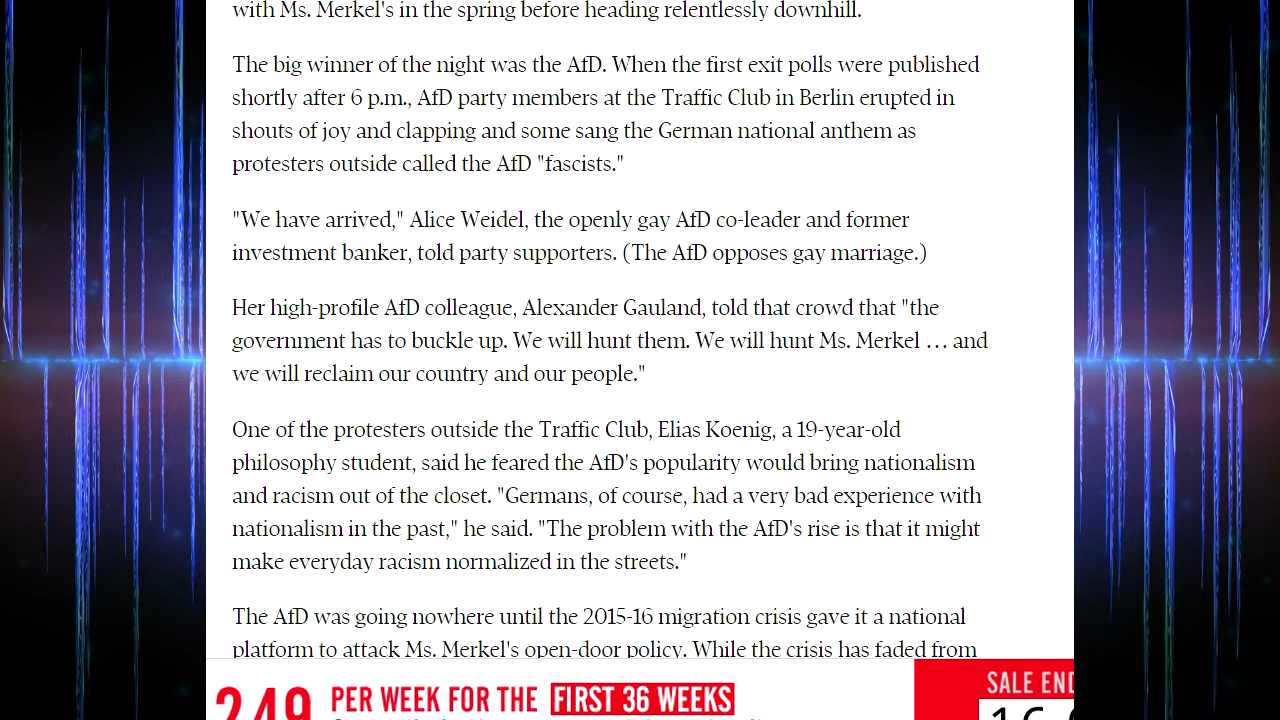 with Ms. Merkel's in the spring before heading relentlessly downhill.
The big winner of the night was the AfD. When the first exit polls were published
shortly after 6 p.m., AfD party members at the Traffic Club in Berlin erupted in
shouts of joy and clapping and some sang the German national anthem as
protesters outside called the AfD "fascists."
"We have arrived," Alice Weidel, the openly gay AfD co-leader and former
investment banker, told party supporters. (The AfD opposes gay marriage.)
Her high-profile AfD colleague, Alexander Gauland, told that crowd that "the
government has to buckle up. We will hunt them. We will hunt Ms. Merkel … and
we will reclaim our country and our people."
One of the protesters outside the Traffic Club, Elias Koenig, a 19-year-old
philosophy student, said he feared the AfD's popularity would bring nationalism
and racism out of the closet. "Germans, of course, had a very bad experience with
nationalism in the past," he said. "The problem with the AfD's rise is that it might
make everyday racism normalized in the streets."
The AfD was going nowhere until the 2015-16 migration crisis gave it a national
platform to attack Ms. Merkel's open-door policy. While the crisis has faded from
249 PER WEEK FOR THE FIRST 36 WEEKS
SALE